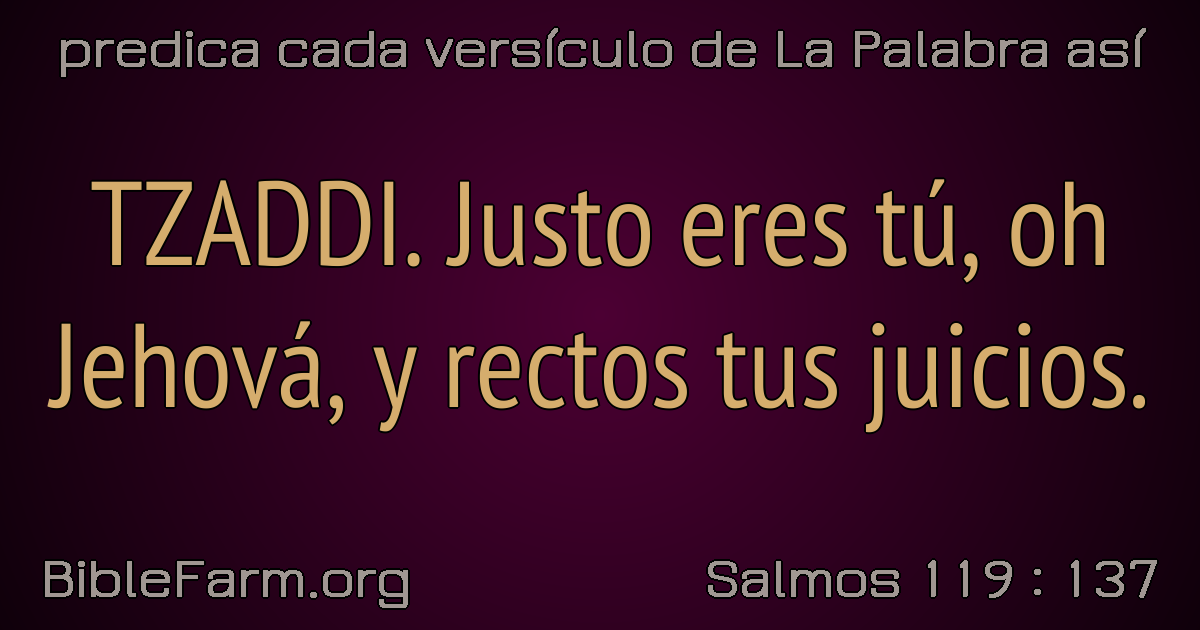 predica cada versículo de La Palabra así
TZADDI. Justo eres tú, oh
Jehová, y rectos tus juicios.
BibleFarm.org
Salmos 119 : 137